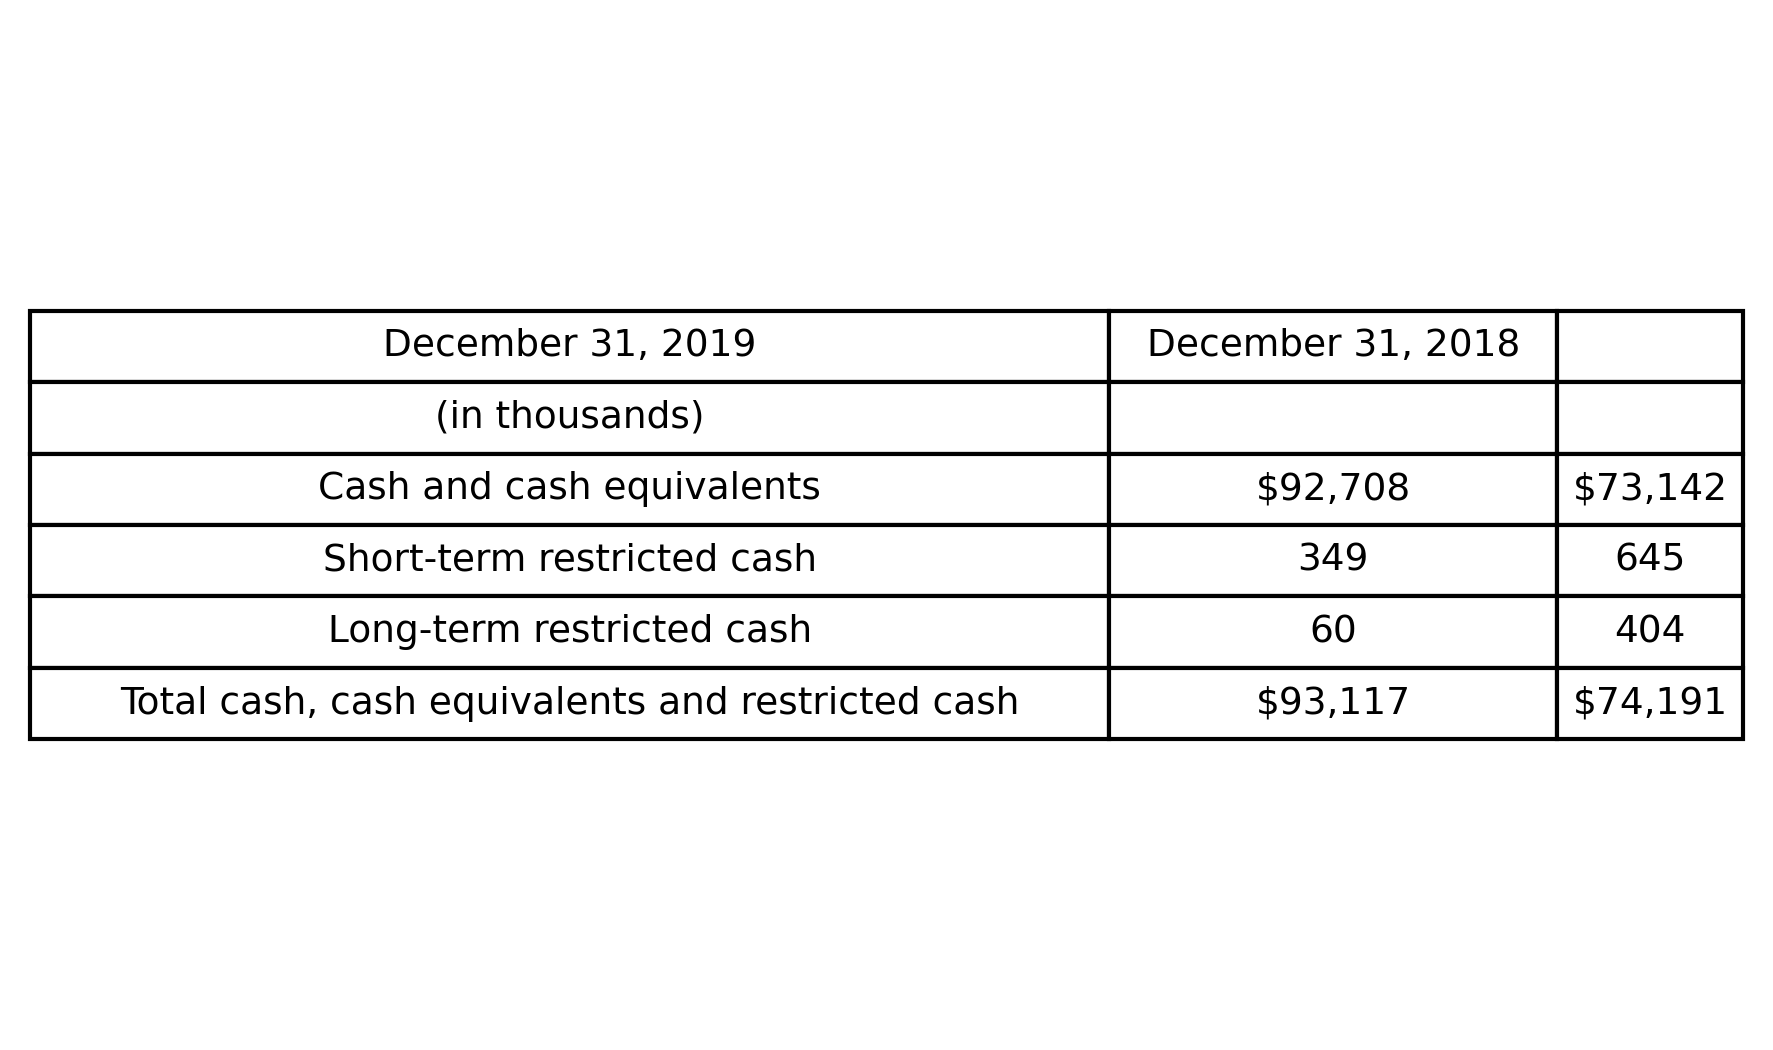 December 31, 2019 December 31, 2018
(in thousands)
Cash and cash equivalents $92,708 $73,142
Short-term restricted cash 349 645
Long-term restricted cash 60 404
Total cash, cash equivalents and restricted cash $93,117 $74,191